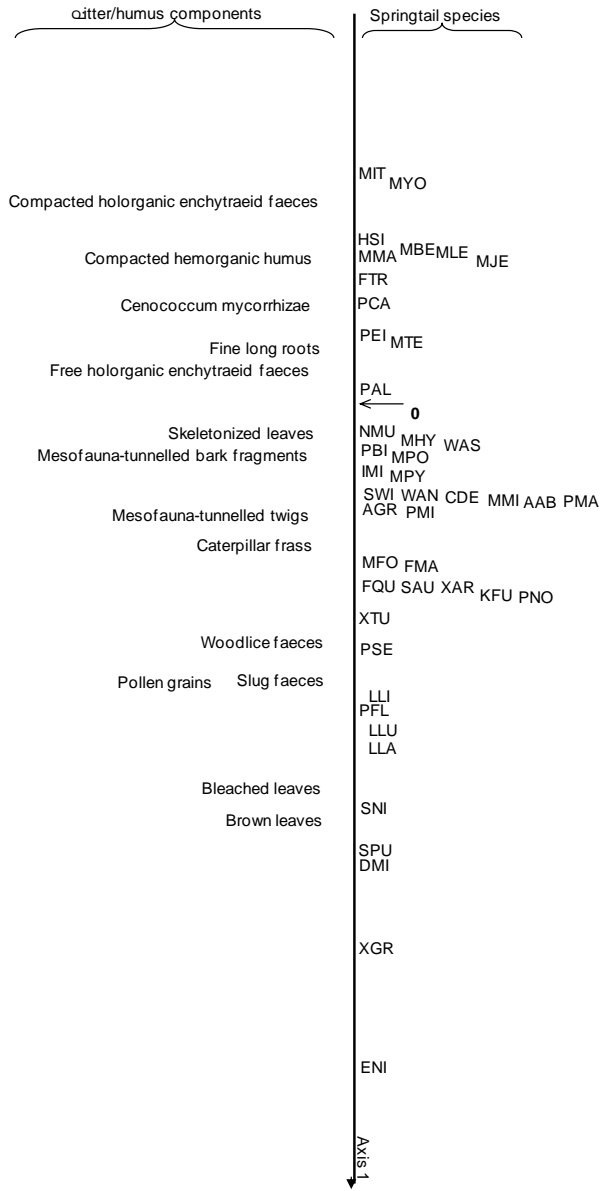 Litter/humus components
Springtail species
MIT MYO
Compacted holorganic enchytraeid faeces
HSI
MMA MBE MLE MJE
Compacted hemorganic humus
FTR
Cenococcum mycorrhizae PCA
PEI MTE
Fine long roots
Free holorganic enchytraeid faeces
PAL
0
Skeletonized leaves NMU MHY WAS
Mesofauna-tunnelled bark fragments PBI MPO
IMI MPY
SWI WAN CDE MMI AAB PMA
AGR PMI
Mesofauna-tunnelled twigs
Caterpillar frass
MFO FMA
FQU SAU XAR KFU PNO
XTU
Woodlice faeces PSE
Pollen grains Slug faeces
LLI
PFL
LLU
LLA
Bleached leaves
SNI
Brown leaves
SPU
DMI
XGR
ENI
Axis 1